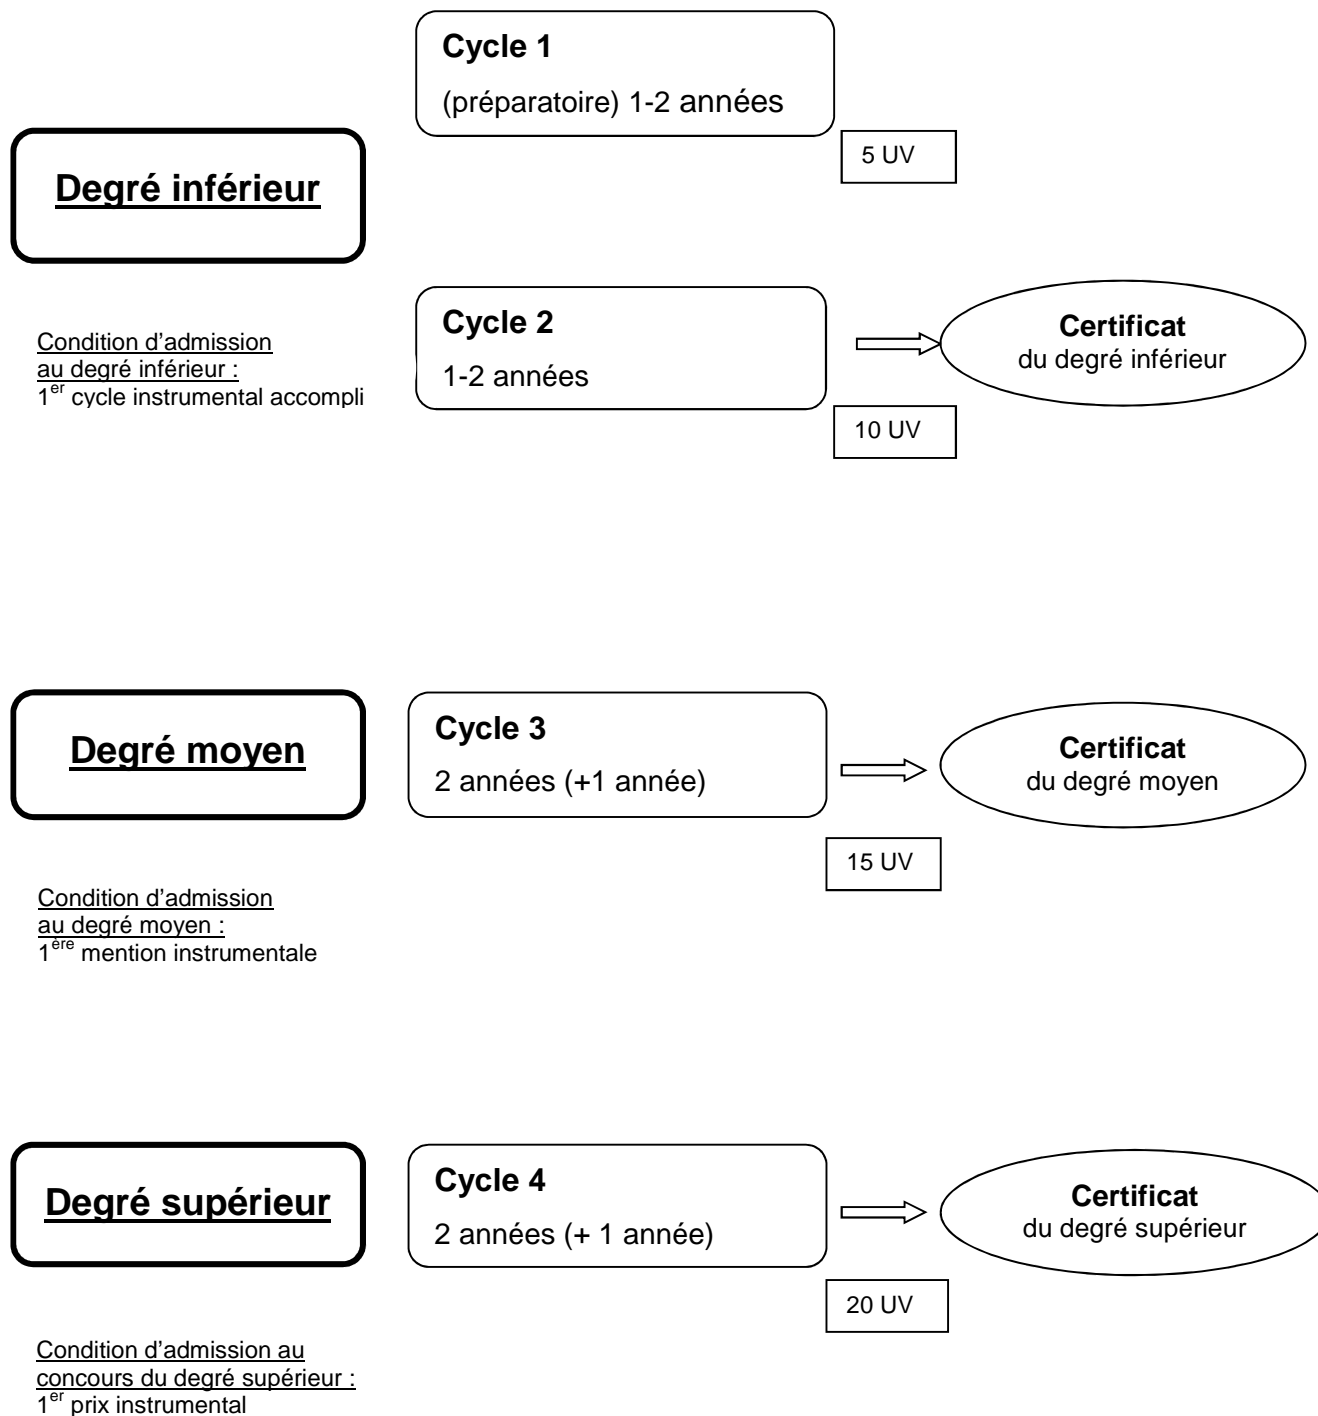 Cycle 1
(préparatoire) 1-2 années
5 UV
Degré inférieur
Condition d’admission
au degré inférieur :
1er cycle instrumental accompli
Cycle 2
1-2 années
10 UV
Certificat
du degré inférieur
Degré moyen
Cycle 3
2 années (+1 année)
15 UV
Certificat
du degré moyen
Condition d’admission
au degré moyen :
1ère mention instrumentale
Degré supérieur
Cycle 4
2 années (+ 1 année)
20 UV
Certificat
du degré supérieur
Condition d’admission au
concours du degré supérieur :
1er prix instrumental